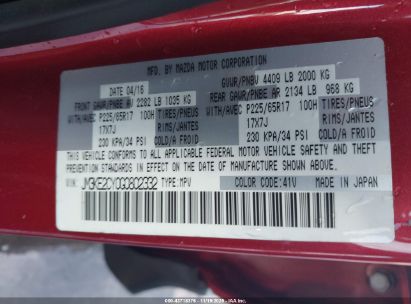 MFD. BY MAZDA MOTOR CORPORATION
DATE 04/16 GVWR/PNBV 4409 LB 2000 KG
FRONT GAWR/PNBE AV 2282 LB 1035 KG REAR GAWR/PNBE AR 2134 LB 968 KG
WITH/AVEC P225/65R17 100H TIRES/PNEUS WITH/AVEC P225/65R17 100H TIRES/PNEUS
17X7J RIMS/JANTES 17X7J RIMS/JANTES
230 KPA/34 PSI COLD/A FROID 230 KPA/34 PSI COLD/A FROID
THIS VEHICLE CONFORMS TO ALL APPLICABLE FEDERAL MOTOR VEHICLE SAFETY, BUMPER, AND THEFT
PREVENTION STANDARDS IN EFFECT ON THE DATE OF MANUFACTURE SHOWN ABOVE.
VIN: JM3KE2CY0G0802332 TYPE:MPV COLOR CODE:41V MADE IN JAPAN